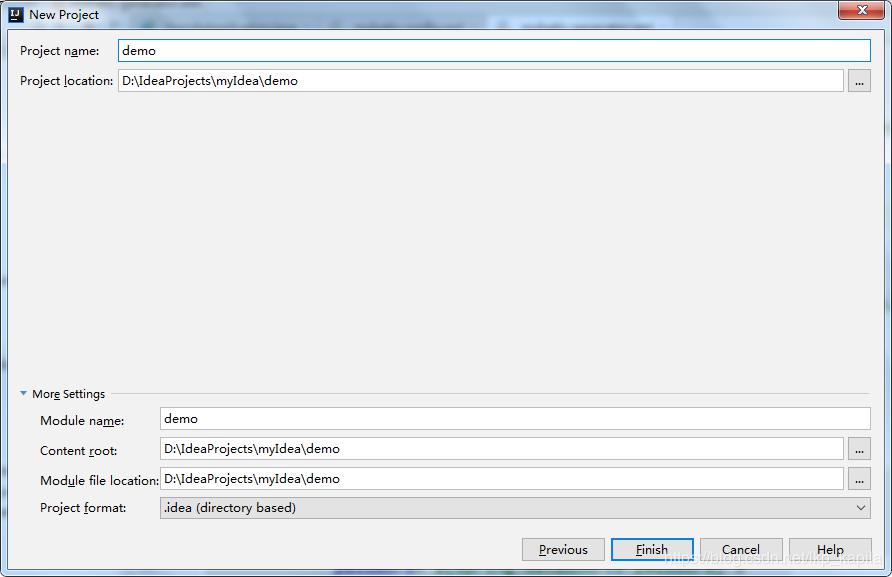 IJ New Project
Project name: demo
Project location: D:\IdeaProjects\myIdea\demo ...
More Settings
Module name: demo
Content root: D:\IdeaProjects\myIdea\demo ...
Module file location: D:\IdeaProjects\myIdea\demo ...
Project format: .idea (directory based)
Previous Finish Cancel Help
https://blog.csdn.net/lkp_kapila